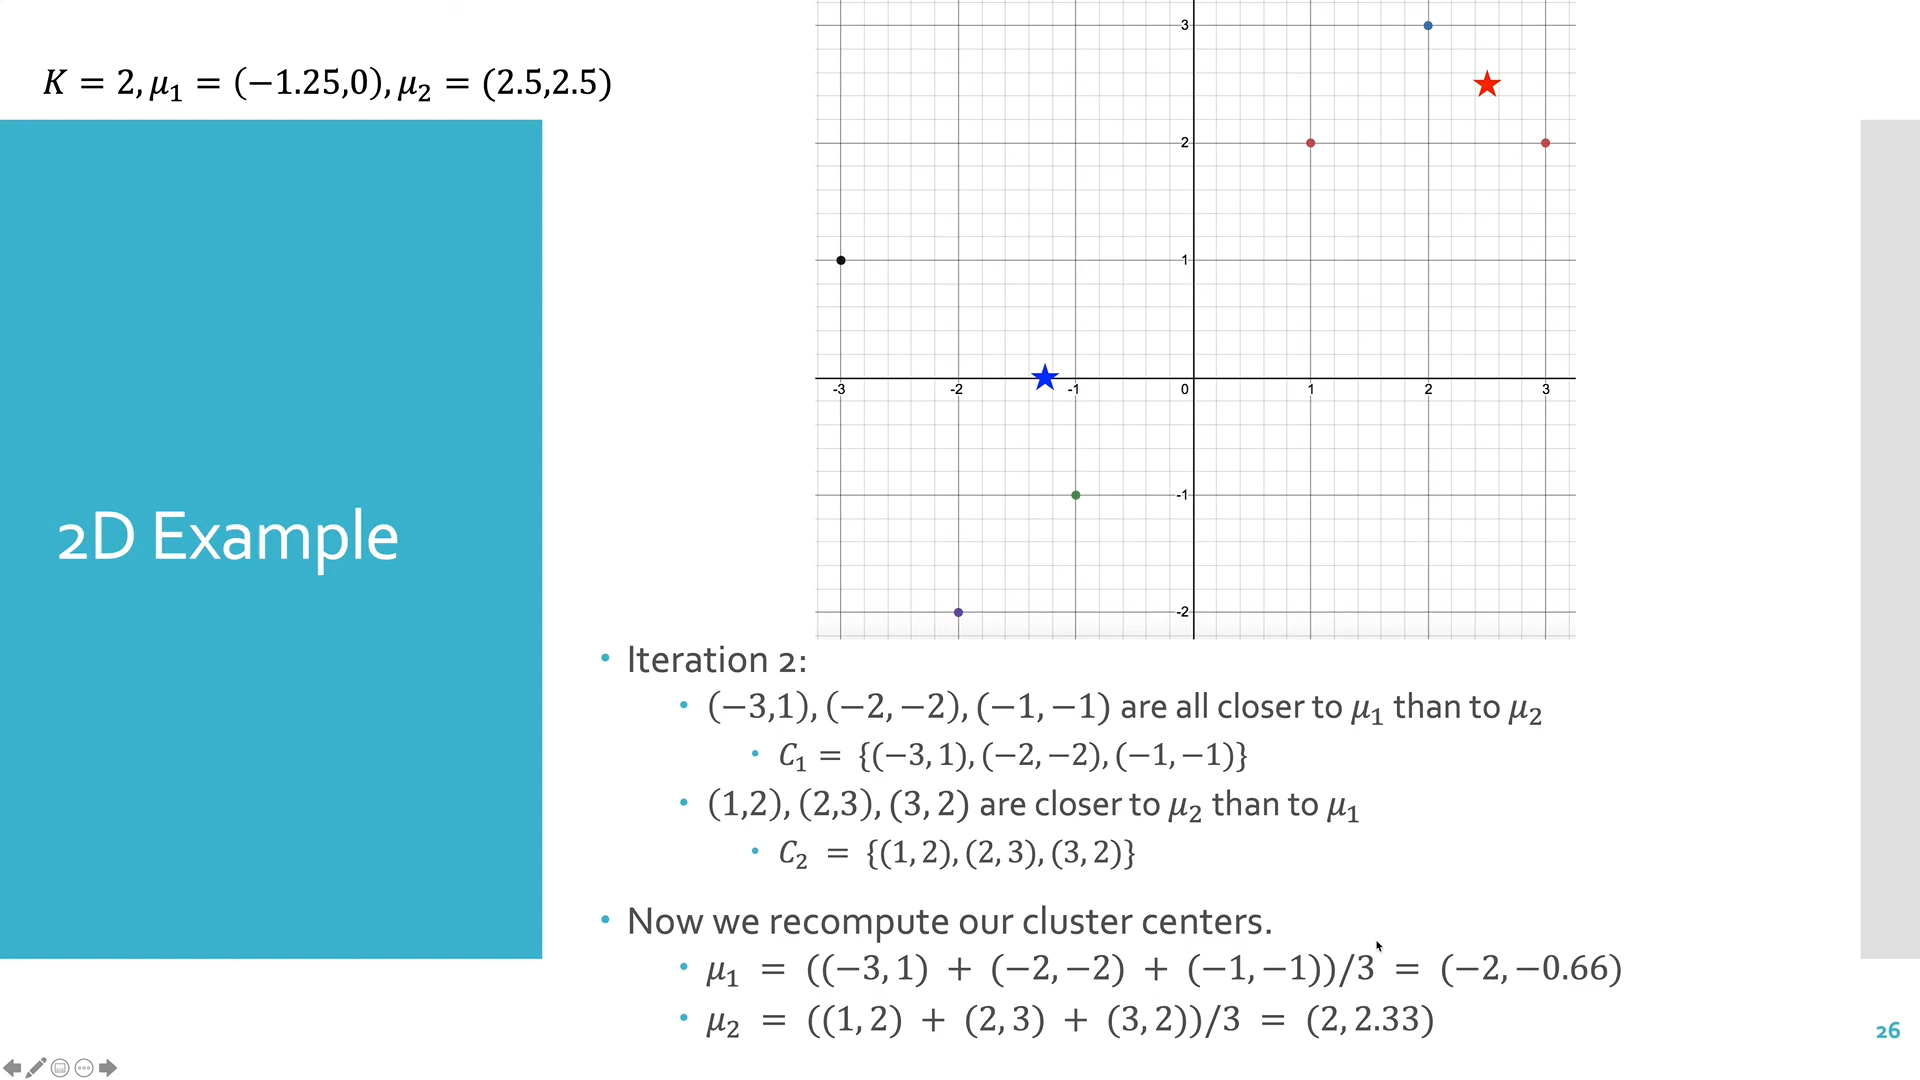 K = 2, μ₁ = (−1.25,0), μ₂ = (2.5,2.5)
3
2
1
-3 -2 -1 0 1 2 3
-1
-2
2D Example
• Iteration 2:
• (−3,1), (−2, −2), (−1, −1) are all closer to μ₁ than to μ₂
• C₁ = {(−3, 1), (−2, −2), (−1, −1)}
• (1,2), (2,3), (3, 2) are closer to μ₂ than to μ₁
• C₂ = {(1, 2), (2, 3), (3, 2)}
• Now we recompute our cluster centers.
• μ₁ = ((−3, 1) + (−2, −2) + (−1, −1))/3 = (−2, −0.66)
• μ₂ = ((1, 2) + (2, 3) + (3, 2))/3 = (2, 2.33)
26